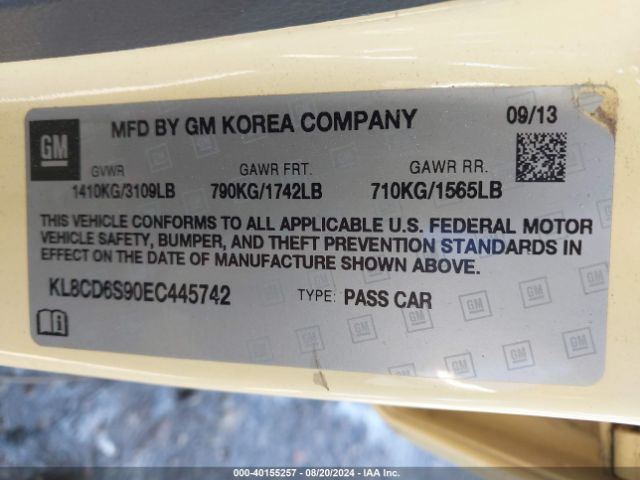 GM
MFD BY GM KOREA COMPANY
09/13
GVWR
GAWR FRT.
GAWR RR.
1410KG/3109LB
790KG/1742LB
710KG/1565LB
THIS VEHICLE CONFORMS TO ALL APPLICABLE U.S. FEDERAL MOTOR
VEHICLE SAFETY, BUMPER, AND THEFT PREVENTION STANDARDS IN
EFFECT ON THE DATE OF MANUFACTURE SHOWN ABOVE.
KL8CD6S90EC445742
TYPE: PASS CAR
000-40155257 - 08/20/2024 - IAA Inc.